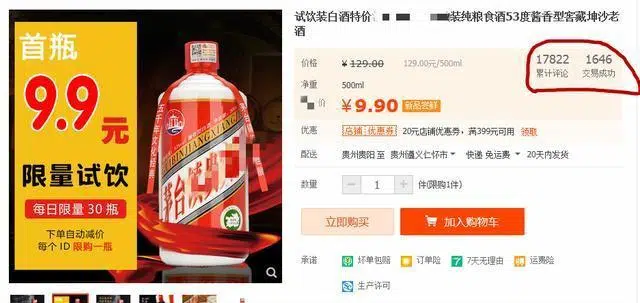 试饮装白酒特价 装纯粮食酒53度酱香型窖藏坤沙老
酒
首瓶
9.9元
限量试饮
每日限量 30 瓶
下单自动减价
每个 ID 限购一瓶
茅台镇
价格 ¥129.00 129.00元/500ml
17822 1646
累计评论 交易成功
净重 500ml
价 ¥9.90 新品尝鲜
优惠 店铺优惠券 20元店铺优惠券，满399元可用 领取
配送 贵州贵阳 至 贵州遵义仁怀市 快递 免运费 20天内发货
数量 1 件(限购1件)
立即购买 加入购物车
承诺 坏单包赔 订单险 7天无理由 运费险
生产许可